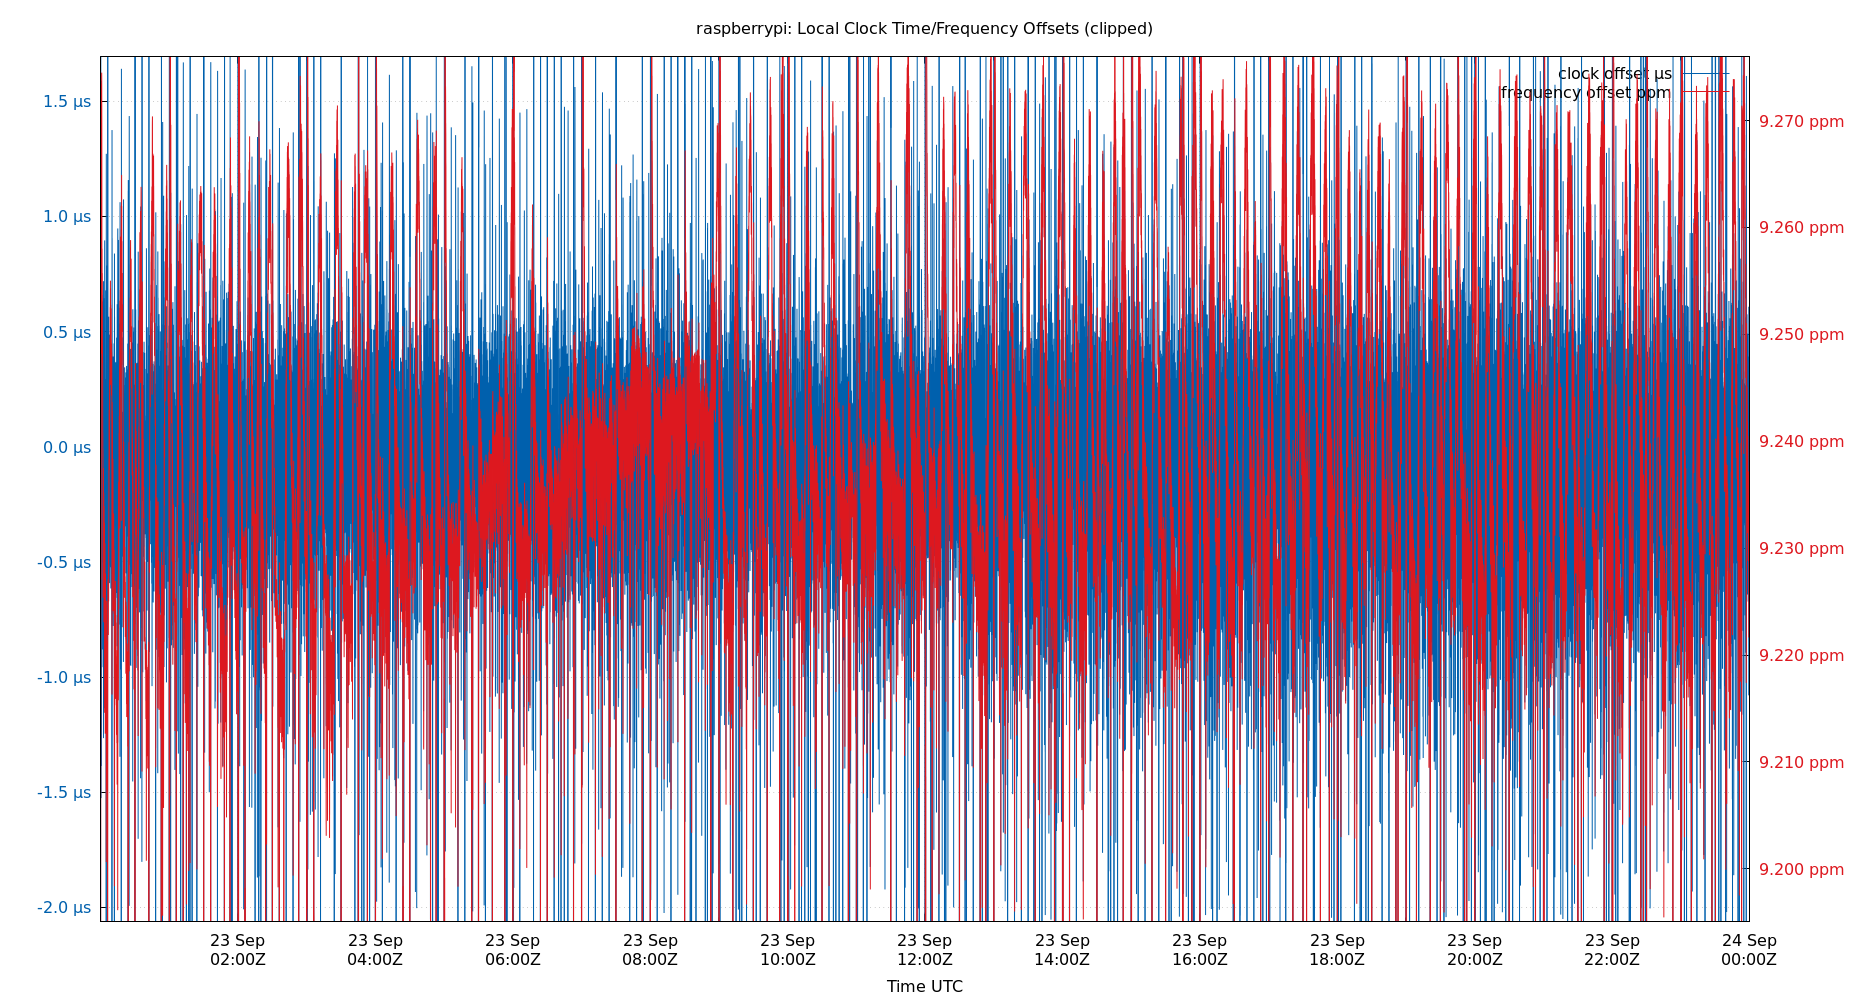 raspberrypi: Local Clock Time/Frequency Offsets (clipped)
clock offset µs
frequency offset ppm
1.5 µs
1.0 µs
0.5 µs
0.0 µs
-0.5 µs
-1.0 µs
-1.5 µs
-2.0 µs
9.270 ppm
9.260 ppm
9.250 ppm
9.240 ppm
9.230 ppm
9.220 ppm
9.210 ppm
9.200 ppm
23 Sep 23 Sep 23 Sep 23 Sep 23 Sep 23 Sep 23 Sep 23 Sep 23 Sep 23 Sep 23 Sep 24 Sep
02:00Z 04:00Z 06:00Z 08:00Z 10:00Z 12:00Z 14:00Z 16:00Z 18:00Z 20:00Z 22:00Z 00:00Z
Time UTC